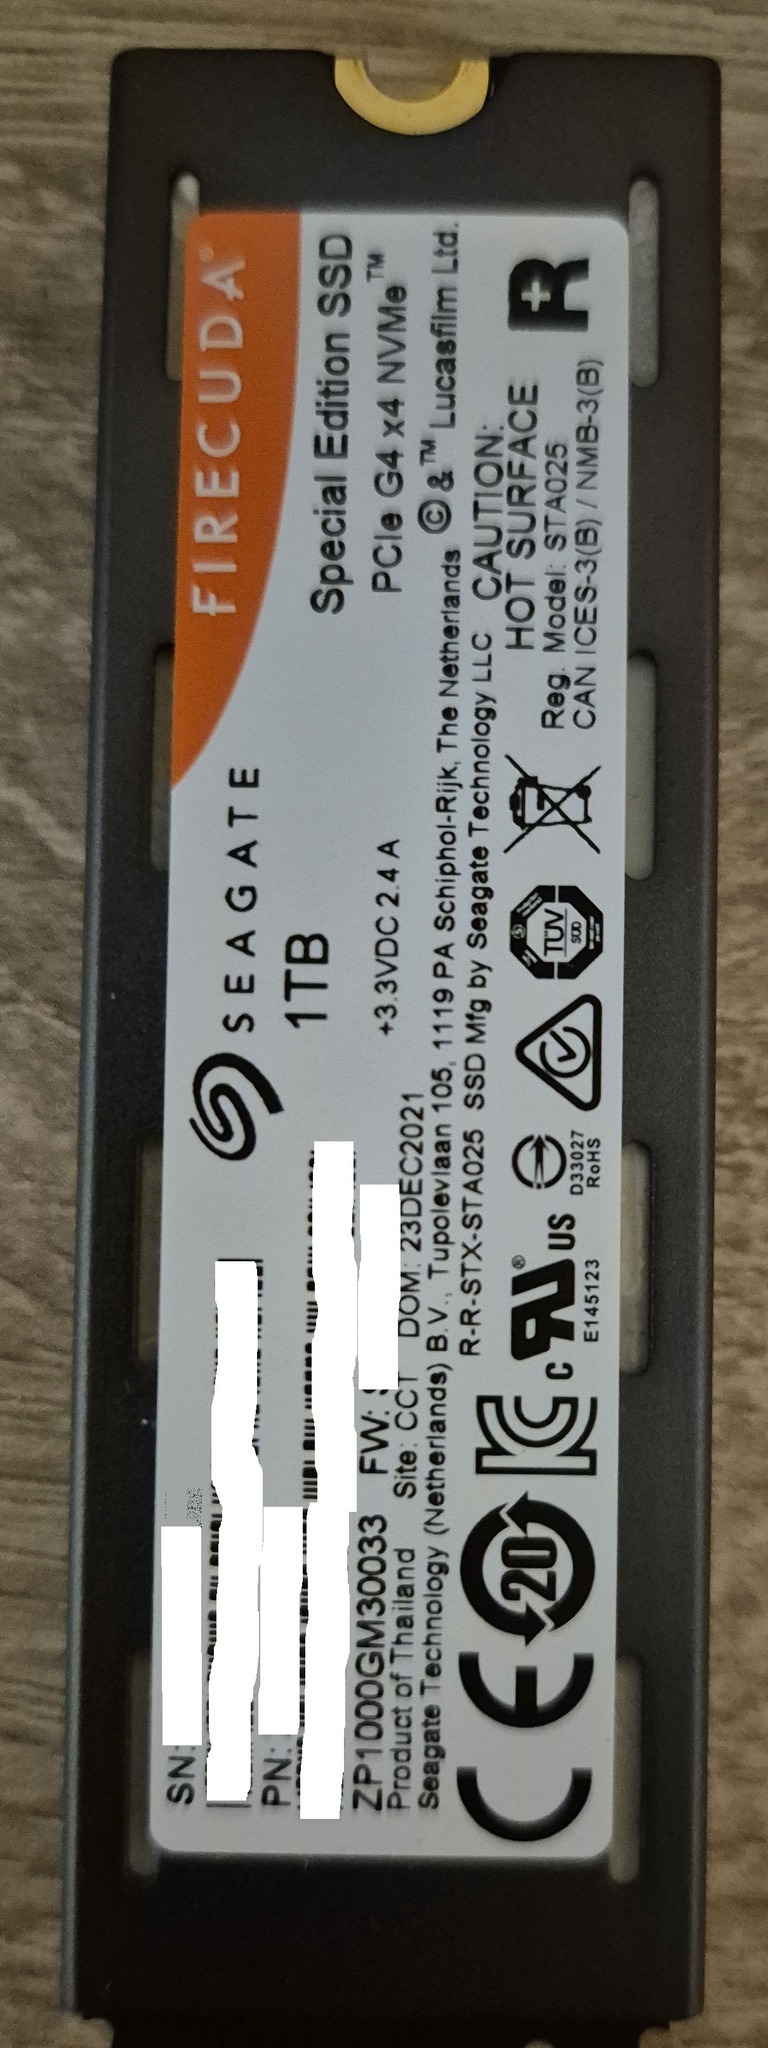 FIRECUDA®
SEAGATE
Special Edition SSD
1TB
PCIe G4 x4 NVMe™
+3.3VDC 2.4 A
© & ™ Lucasfilm Ltd.
SN:
PN:
ZP1000GM30033 FW:
Product of Thailand Site: CCT DOM: 23DEC2021
Seagate Technology (Netherlands) B.V., Tupolevlaan 105, 1119 PA Schiphol-Rijk, The Netherlands
R-R-STX-STA025 SSD Mfg by Seagate Technology LLC
CAUTION:
HOT SURFACE
Reg. Model: STA025
CAN ICES-3(B) / NMB-3(B)
CE
20
c US
E145123
D33027
RoHS
TÜV
SÜD